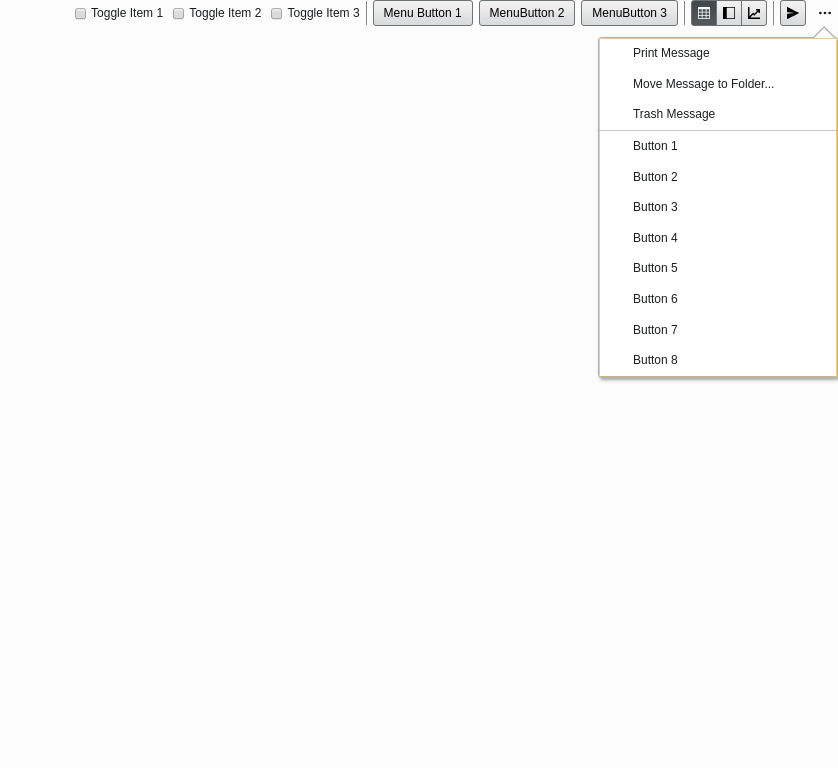 Toggle Item 1 Toggle Item 2 Toggle Item 3 Menu Button 1 MenuButton 2 MenuButton 3
Print Message
Move Message to Folder...
Trash Message
Button 1
Button 2
Button 3
Button 4
Button 5
Button 6
Button 7
Button 8